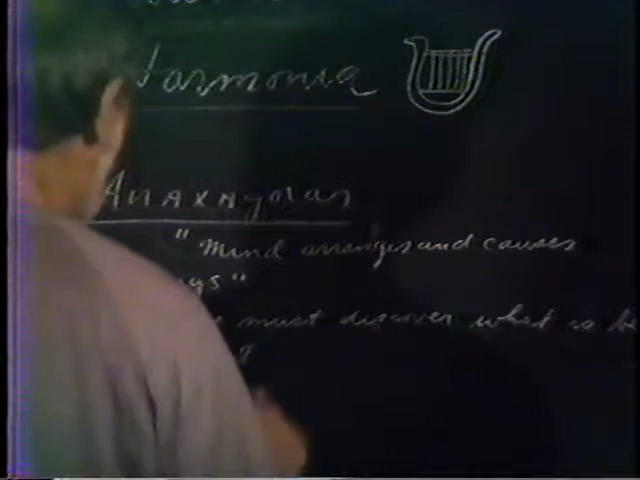 Harmonia
Anaxagoras
"Mind arranges and causes
ngs"
must discover what is